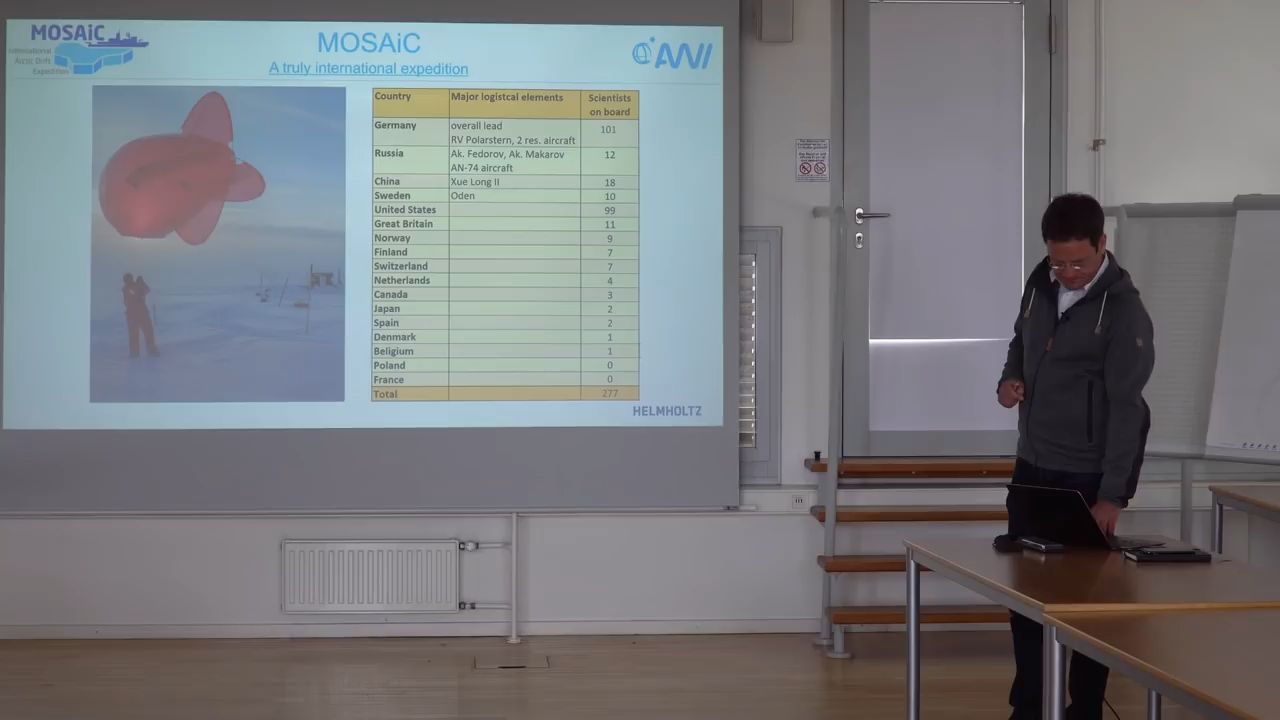 MOSAiC
International
Arctic Drift
Expedition
MOSAiC
A truly international expedition
AWI
Country Major logistcal elements Scientists on board
Germany overall lead RV Polarstern, 2 res. aircraft 101
Russia Ak. Fedorov, Ak. Makarov AN-74 aircraft 12
China Xue Long II 18
Sweden Oden 10
United States 99
Great Britain 11
Norway 9
Finland 7
Switzerland 7
Netherlands 4
Canada 3
Japan 2
Spain 2
Denmark 1
Beligium 1
Poland 0
France 0
Total 277
HELMHOLTZ